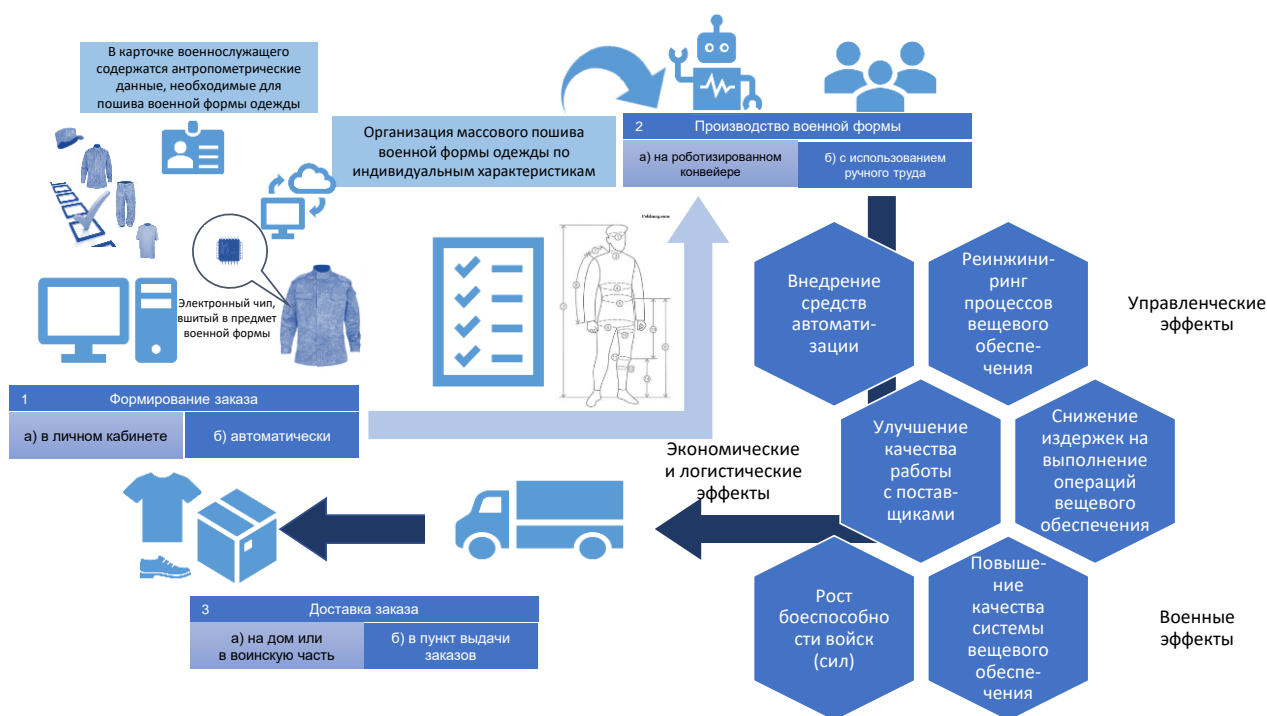 В карточке военнослужащего
содержатся антропометрические
данные, необходимые для
пошива военной формы одежды
Организация массового пошива
военной формы одежды по
индивидуальным характеристикам
2 Производство военной формы
а) на роботизированном
конвейере
б) с использованием
ручного труда
Электронный чип,
вшитый в предмет
военной формы
1 Формирование заказа
а) в личном кабинете
б) автоматически
Внедрение
средств
автомати-
зации
Реинжини-
ринг
процессов
вещевого
обеспе-
чения
Управленческие
эффекты
Экономические
и логистические
эффекты
Улучшение
качества
работы
с постав-
щиками
Снижение
издержек на
выполнение
операций
вещевого
обеспечения
Рост
боеспособно
сти войск
(сил)
Повыше-
ние
качества
системы
вещевого
обеспе-
чения
Военные
эффекты
3 Доставка заказа
а) на дом или
в воинскую часть
б) в пункт выдачи
заказов